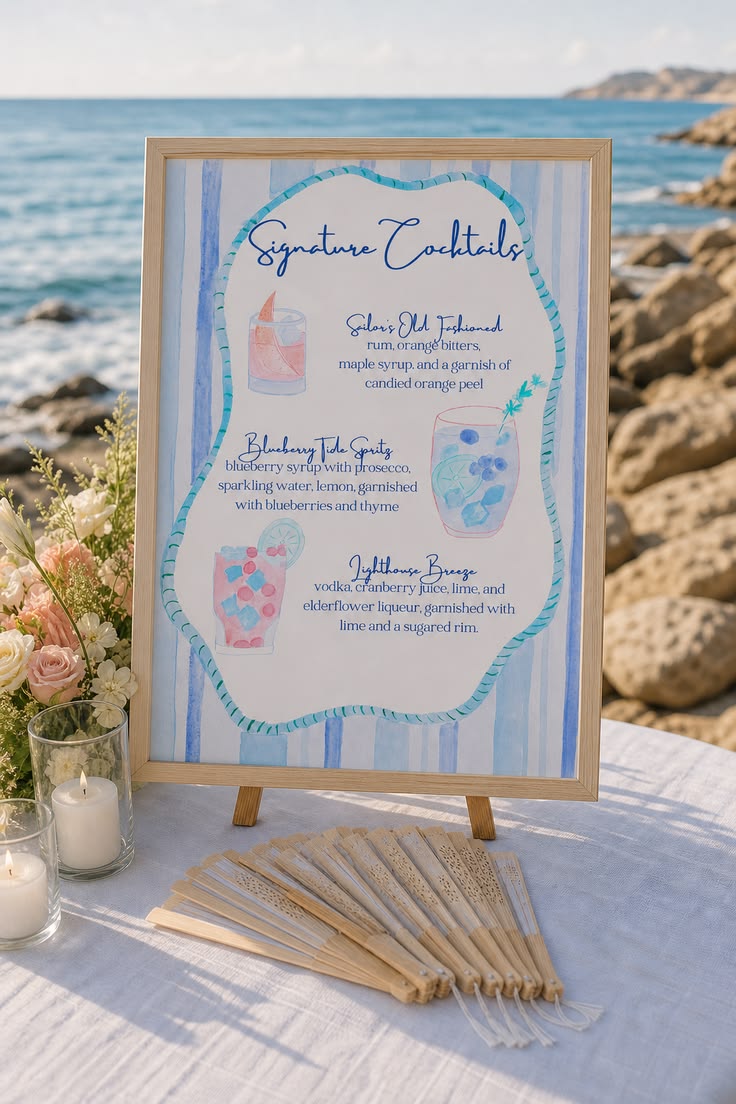 Signature Cocktails
Sailor's Old Fashioned
rum, orange bitters,
maple syrup. and a garnish of
candied orange peel
Blueberry Tide Spritz
blueberry syrup with prosecco,
sparkling water, lemon, garnished
with blueberries and thyme
Lighthouse Breeze
vodka, cranberry juice, lime, and
elderflower liqueur, garnished with
lime and a sugared rim.